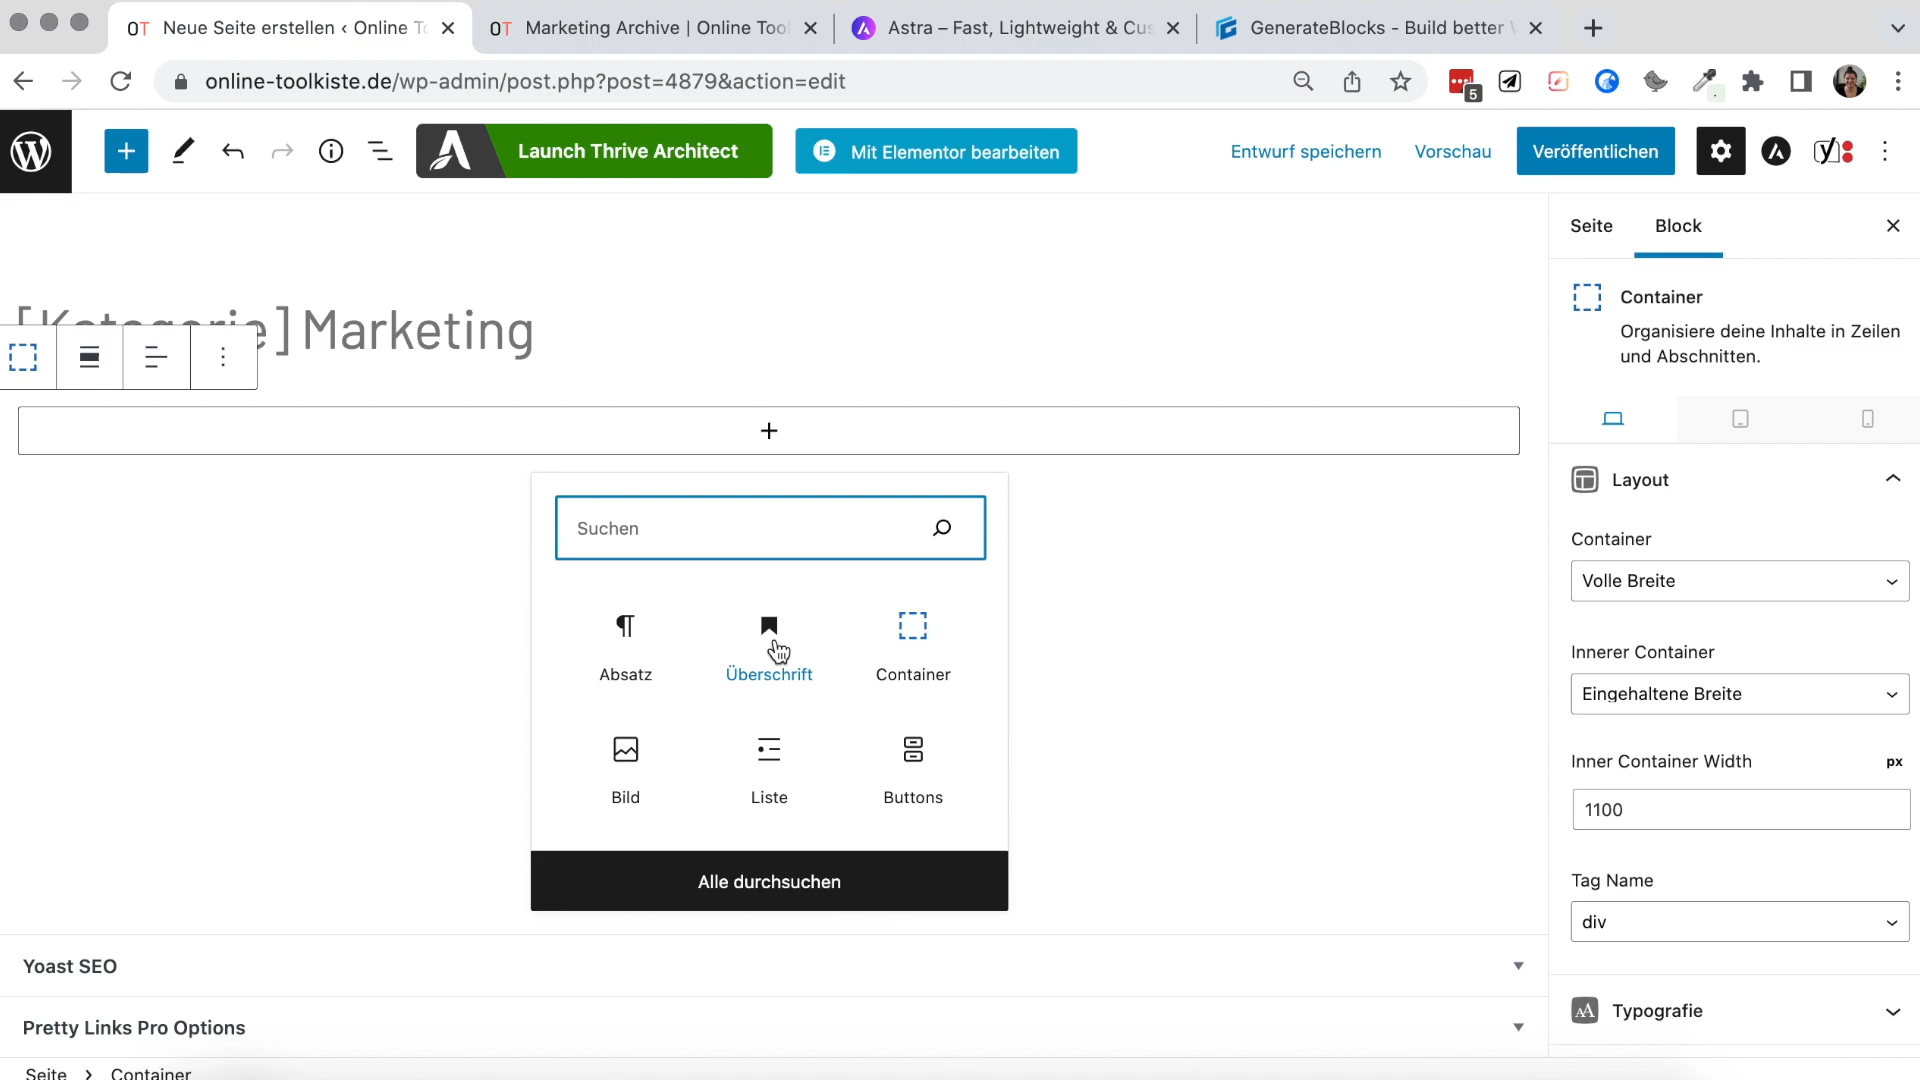 OT Neue Seite erstellen ‹ Online T
OT Marketing Archive | Online Tool
Astra – Fast, Lightweight & Cus
GenerateBlocks - Build better W
online-toolkiste.de/wp-admin/post.php?post=4879&action=edit
5
Launch Thrive Architect
Mit Elementor bearbeiten
Entwurf speichern
Vorschau
Veröffentlichen
Seite
Block
[Kategorie] Marketing
Container
Organisiere deine Inhalte in Zeilen
und Abschnitten.
Layout
Container
Volle Breite
Innerer Container
Eingehaltene Breite
Inner Container Width
px
1100
Tag Name
div
Typografie
Suchen
Absatz
Überschrift
Container
Bild
Liste
Buttons
Alle durchsuchen
Yoast SEO
Pretty Links Pro Options
Seite › Container